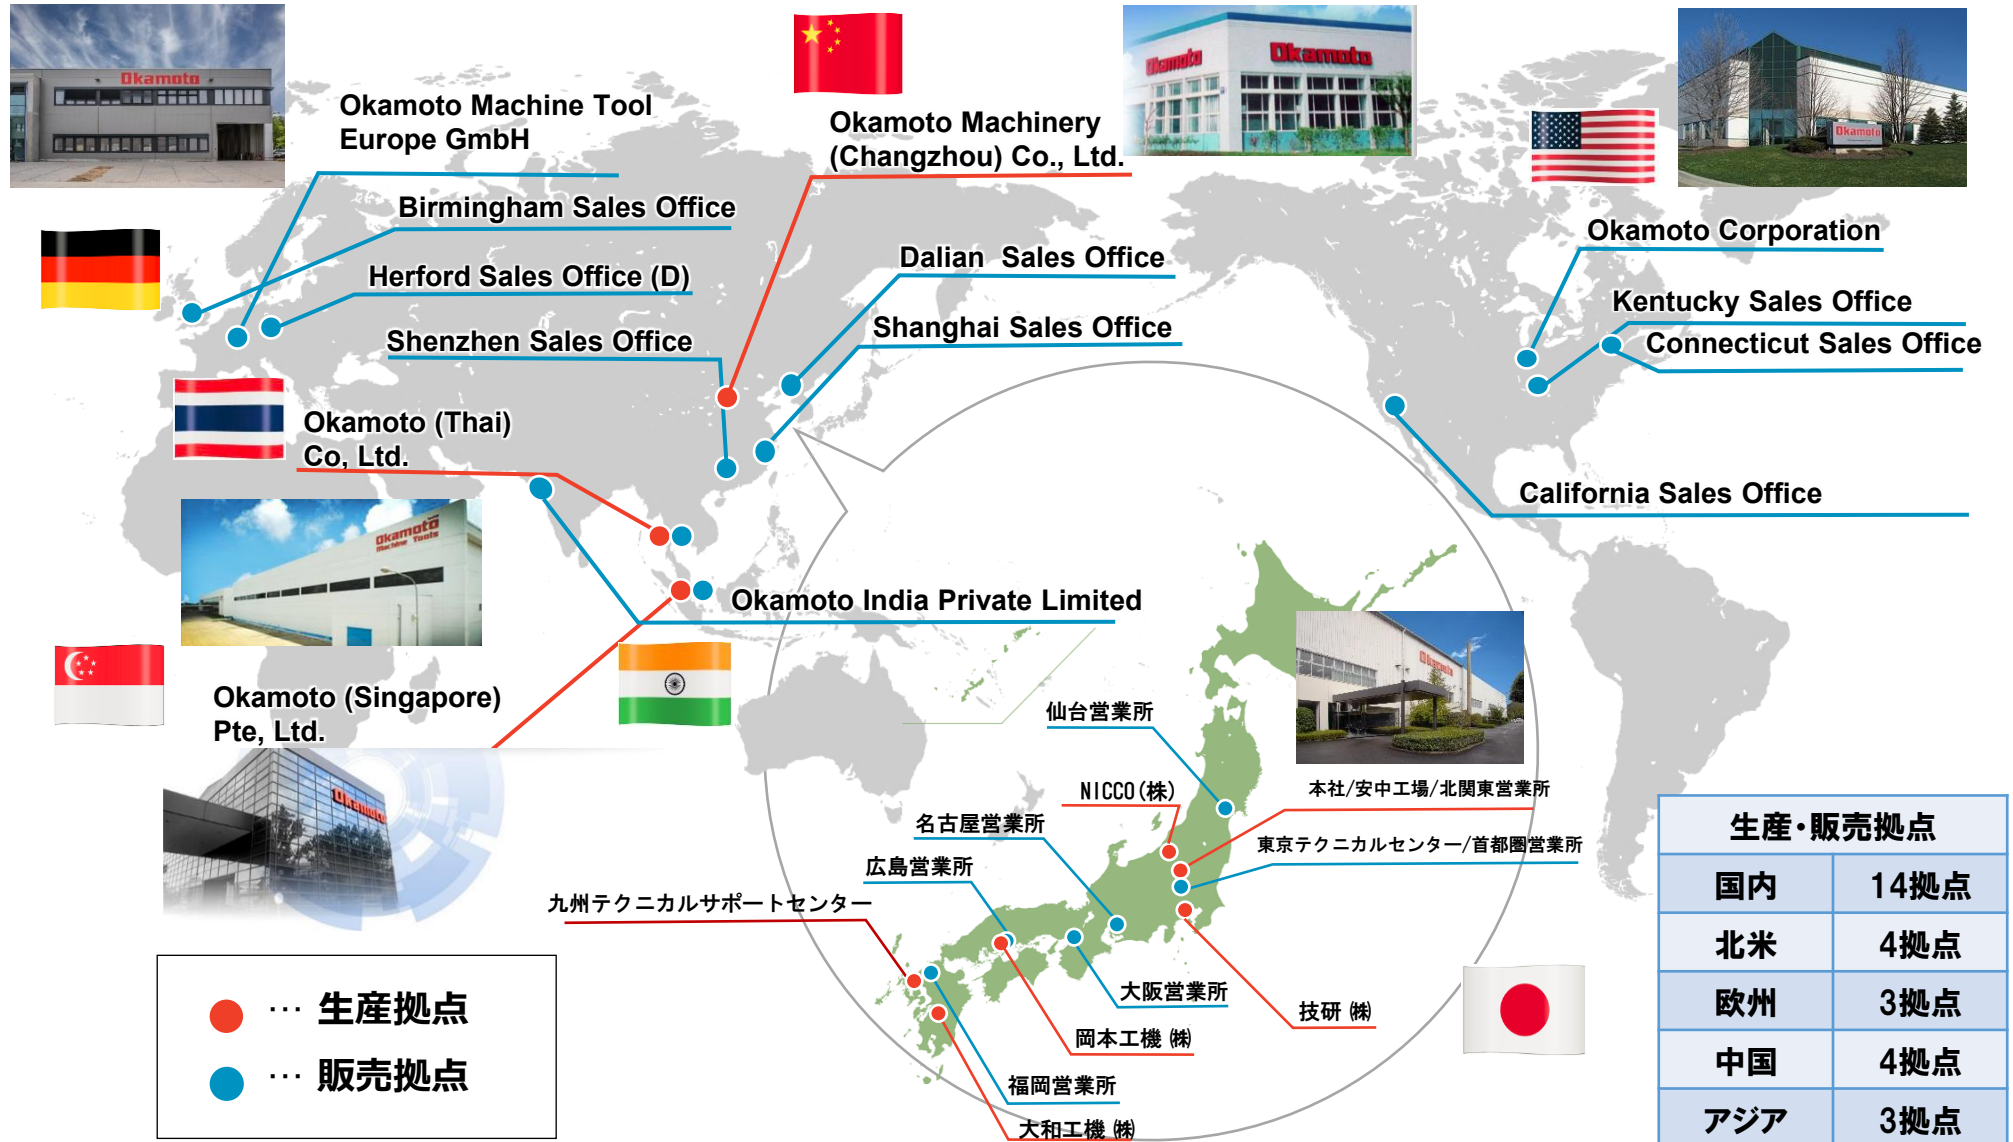 Okamoto
Okamoto Machine Tool
Europe GmbH
Birmingham Sales Office
Herford Sales Office (D)
Shenzhen Sales Office
Okamoto Machinery
(Changzhou) Co., Ltd.
Okamoto
Okamoto
Dalian Sales Office
Shanghai Sales Office
Okamoto
Okamoto Corporation
Kentucky Sales Office
Connecticut Sales Office
California Sales Office
Okamoto (Thai)
Co, Ltd.
Okamoto
Machine Tools
Okamoto India Private Limited
Okamoto (Singapore)
Pte, Ltd.
Okamoto
Okamoto
仙台営業所
NICCO(株)
本社/安中工場/北関東営業所
名古屋営業所
東京テクニカルセンター/首都圏営業所
広島営業所
九州テクニカルサポートセンター
大阪営業所
技研 ㈱
岡本工機 ㈱
福岡営業所
大和工機 ㈱
… 生産拠点
… 販売拠点
生産・販売拠点
国内 14拠点
北米 4拠点
欧州 3拠点
中国 4拠点
アジア 3拠点